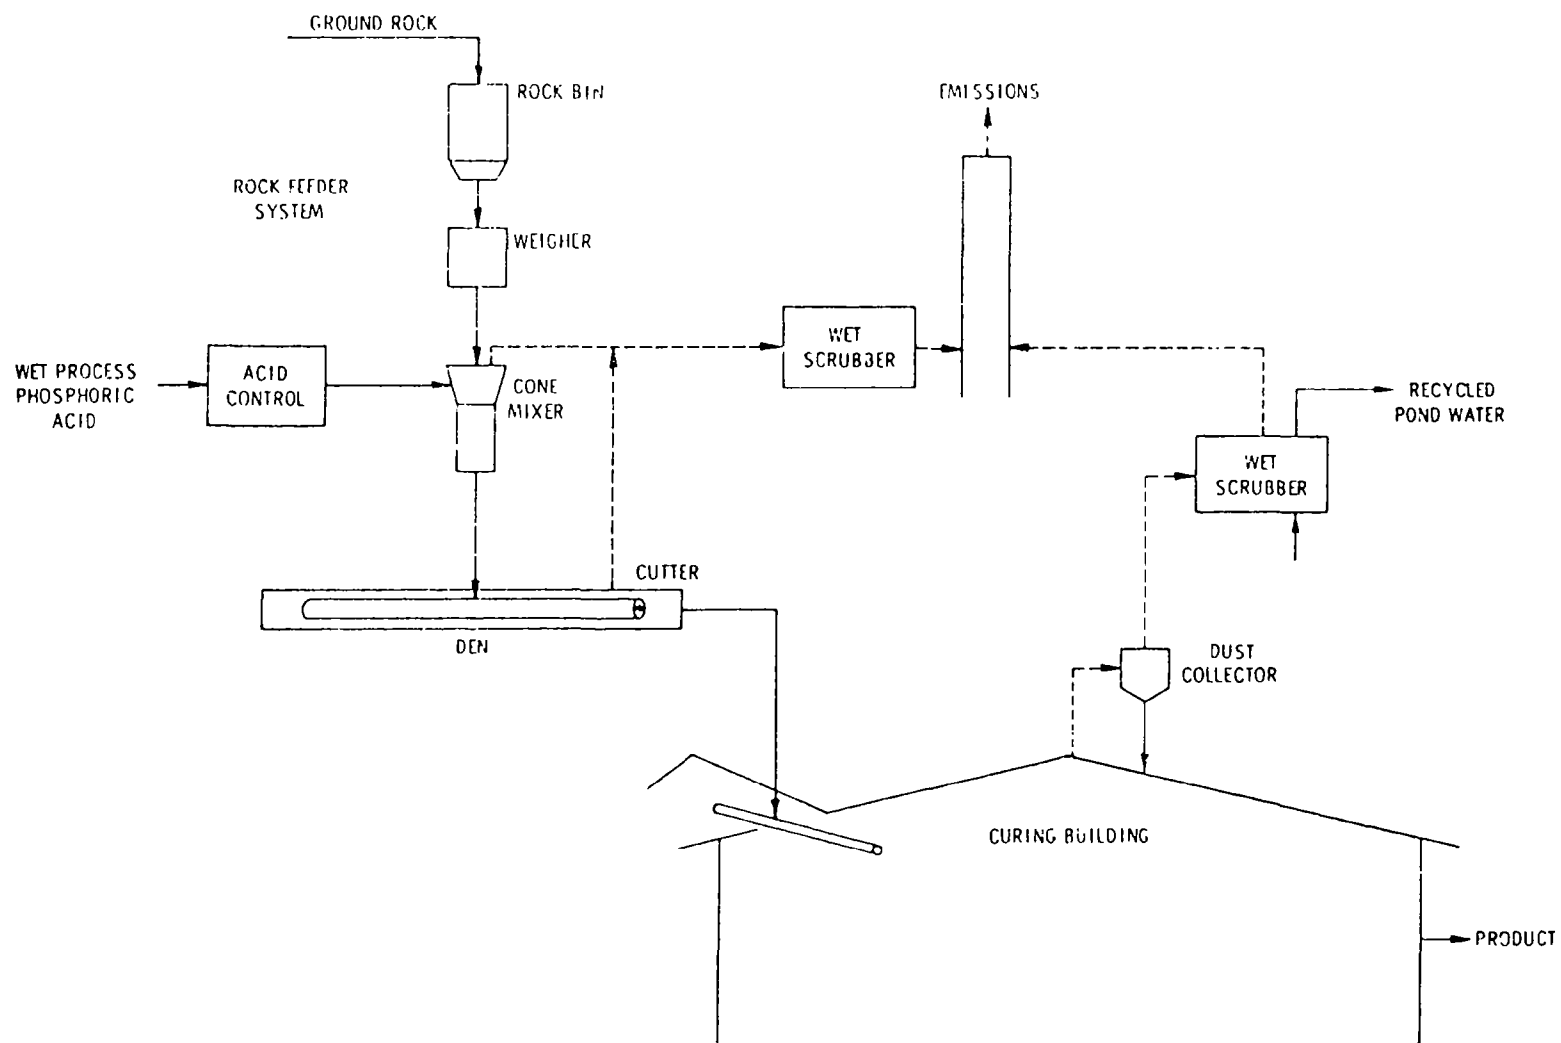 GROUND ROCK
ROCK BIN
EMISSIONS
ROCK FEEDER
SYSTEM
WEIGHER
WET
SCRUBBER
WET PROCESS
PHOSPHORIC
ACID
ACID
CONTROL
CONE
MIXER
RECYCLED
POND WATER
WET
SCRUBBER
CUTTER
DEN
DUST
COLLECTOR
CURING BUILDING
PRODUCT